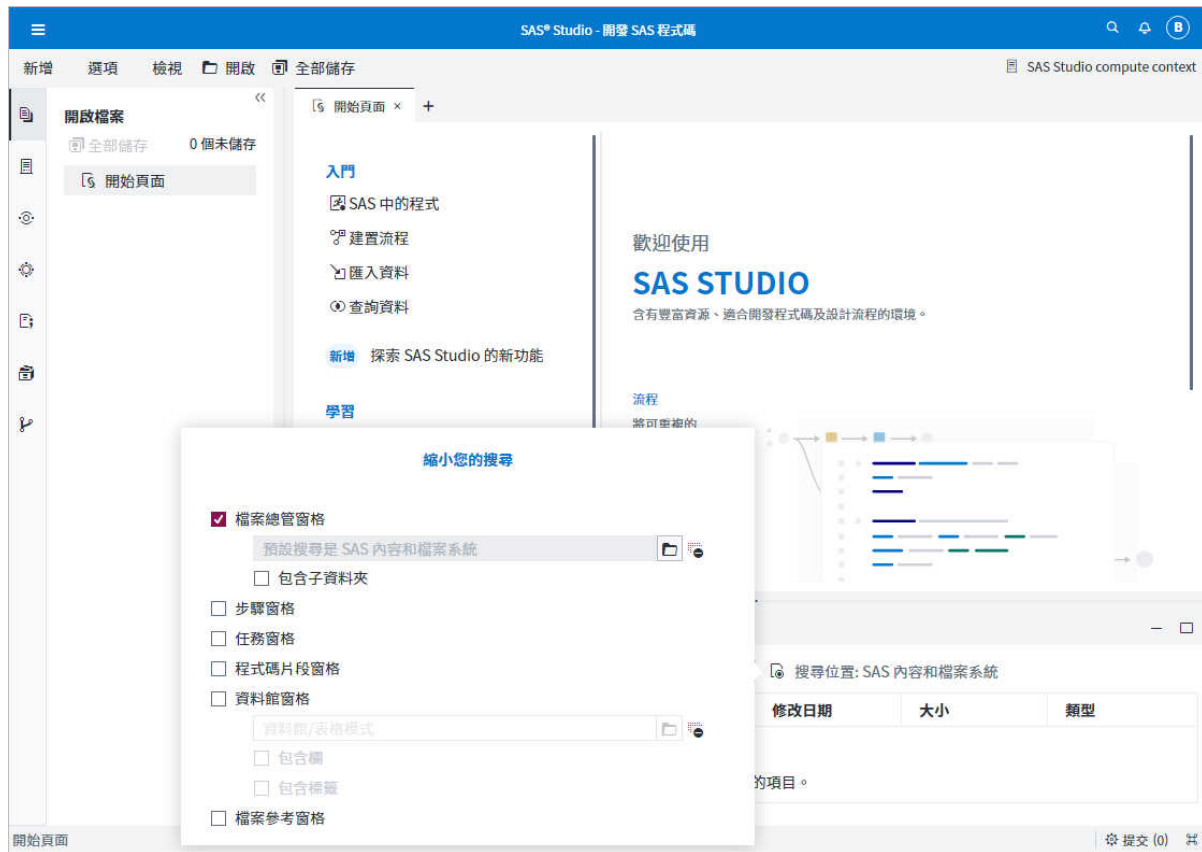 SAS® Studio - 開發 SAS 程式碼
B
新增 選項 檢視 開啟 全部儲存 SAS Studio compute context
開啟檔案
全部儲存 0 個未儲存
開始頁面
開始頁面 × +
入門
SAS 中的程式
建置流程
匯入資料
查詢資料
新增 探索 SAS Studio 的新功能
學習
歡迎使用
SAS STUDIO
含有豐富資源、適合開發程式碼及設計流程的環境。
流程
將可重複的
縮小您的搜尋
檔案總管窗格
預設搜尋是 SAS 內容和檔案系統
包含子資料夾
步驟窗格
任務窗格
程式碼片段窗格
資料館窗格
資料館/表格模式
包含欄
包含標籤
檔案參考窗格
搜尋位置: SAS 內容和檔案系統
修改日期 大小 類型
的項目。
開始頁面 提交 (0)